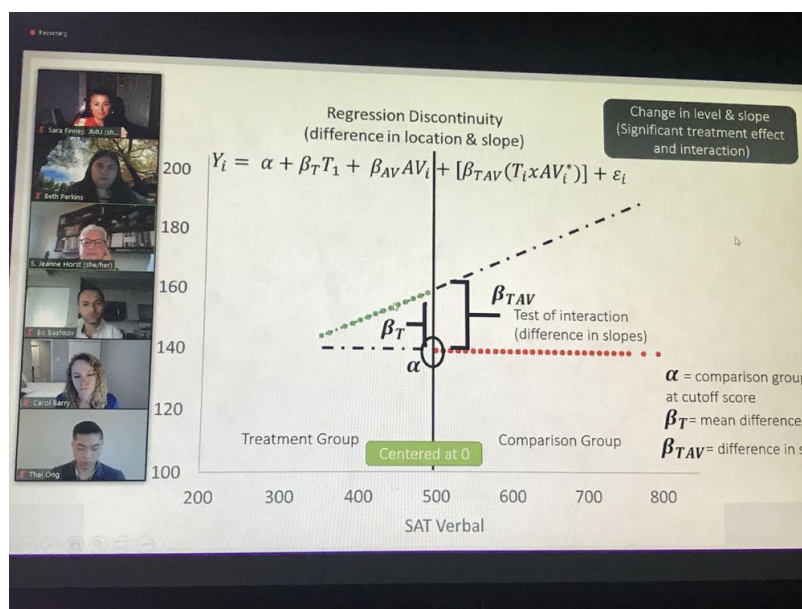 Recording
Sara Finney, JMU (sh...
Beth Perkins
S. Jeanne Horst (she/her)
Bo Bashkov
Carol Barry
Thai Ong
Regression Discontinuity
(difference in location & slope)
Change in level & slope
(Significant treatment effect
and interaction)
Yᵢ = α + β_T T₁ + β_AV AVᵢ + [β_TAV (TᵢxAVᵢ*)] + εᵢ
200
180
160
140
120
100
β_TAV
Test of interaction
(difference in slopes)
β_T
α
α = comparison grou
at cutoff score
β_T = mean difference
β_TAV = difference in s
Treatment Group
Centered at 0
Comparison Group
200 300 400 500 600 700 800
SAT Verbal